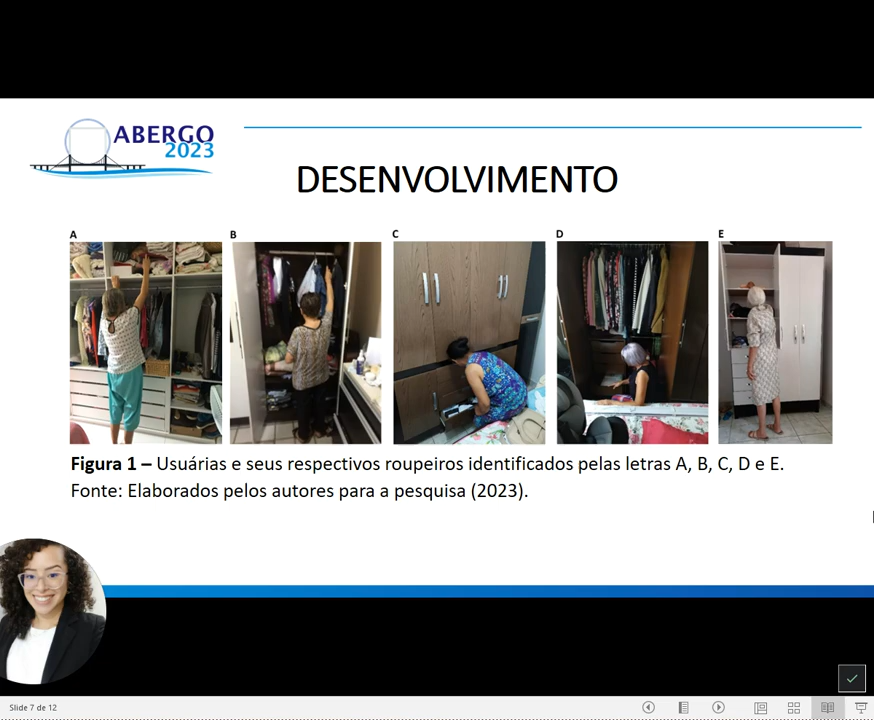 ABERGO
2023
DESENVOLVIMENTO
A
B
C
D
E
Figura 1 – Usuárias e seus respectivos roupeiros identificados pelas letras A, B, C, D e E.
Fonte: Elaborados pelos autores para a pesquisa (2023).
Slide 7 de 12